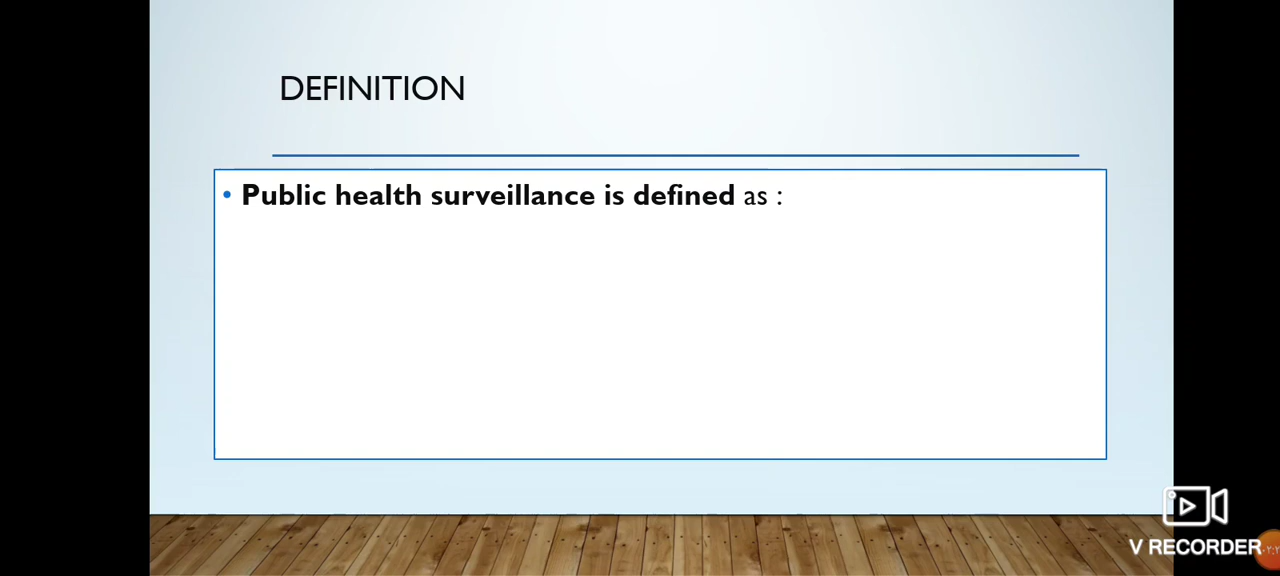 DEFINITION
• Public health surveillance is defined as :
V RECORDER